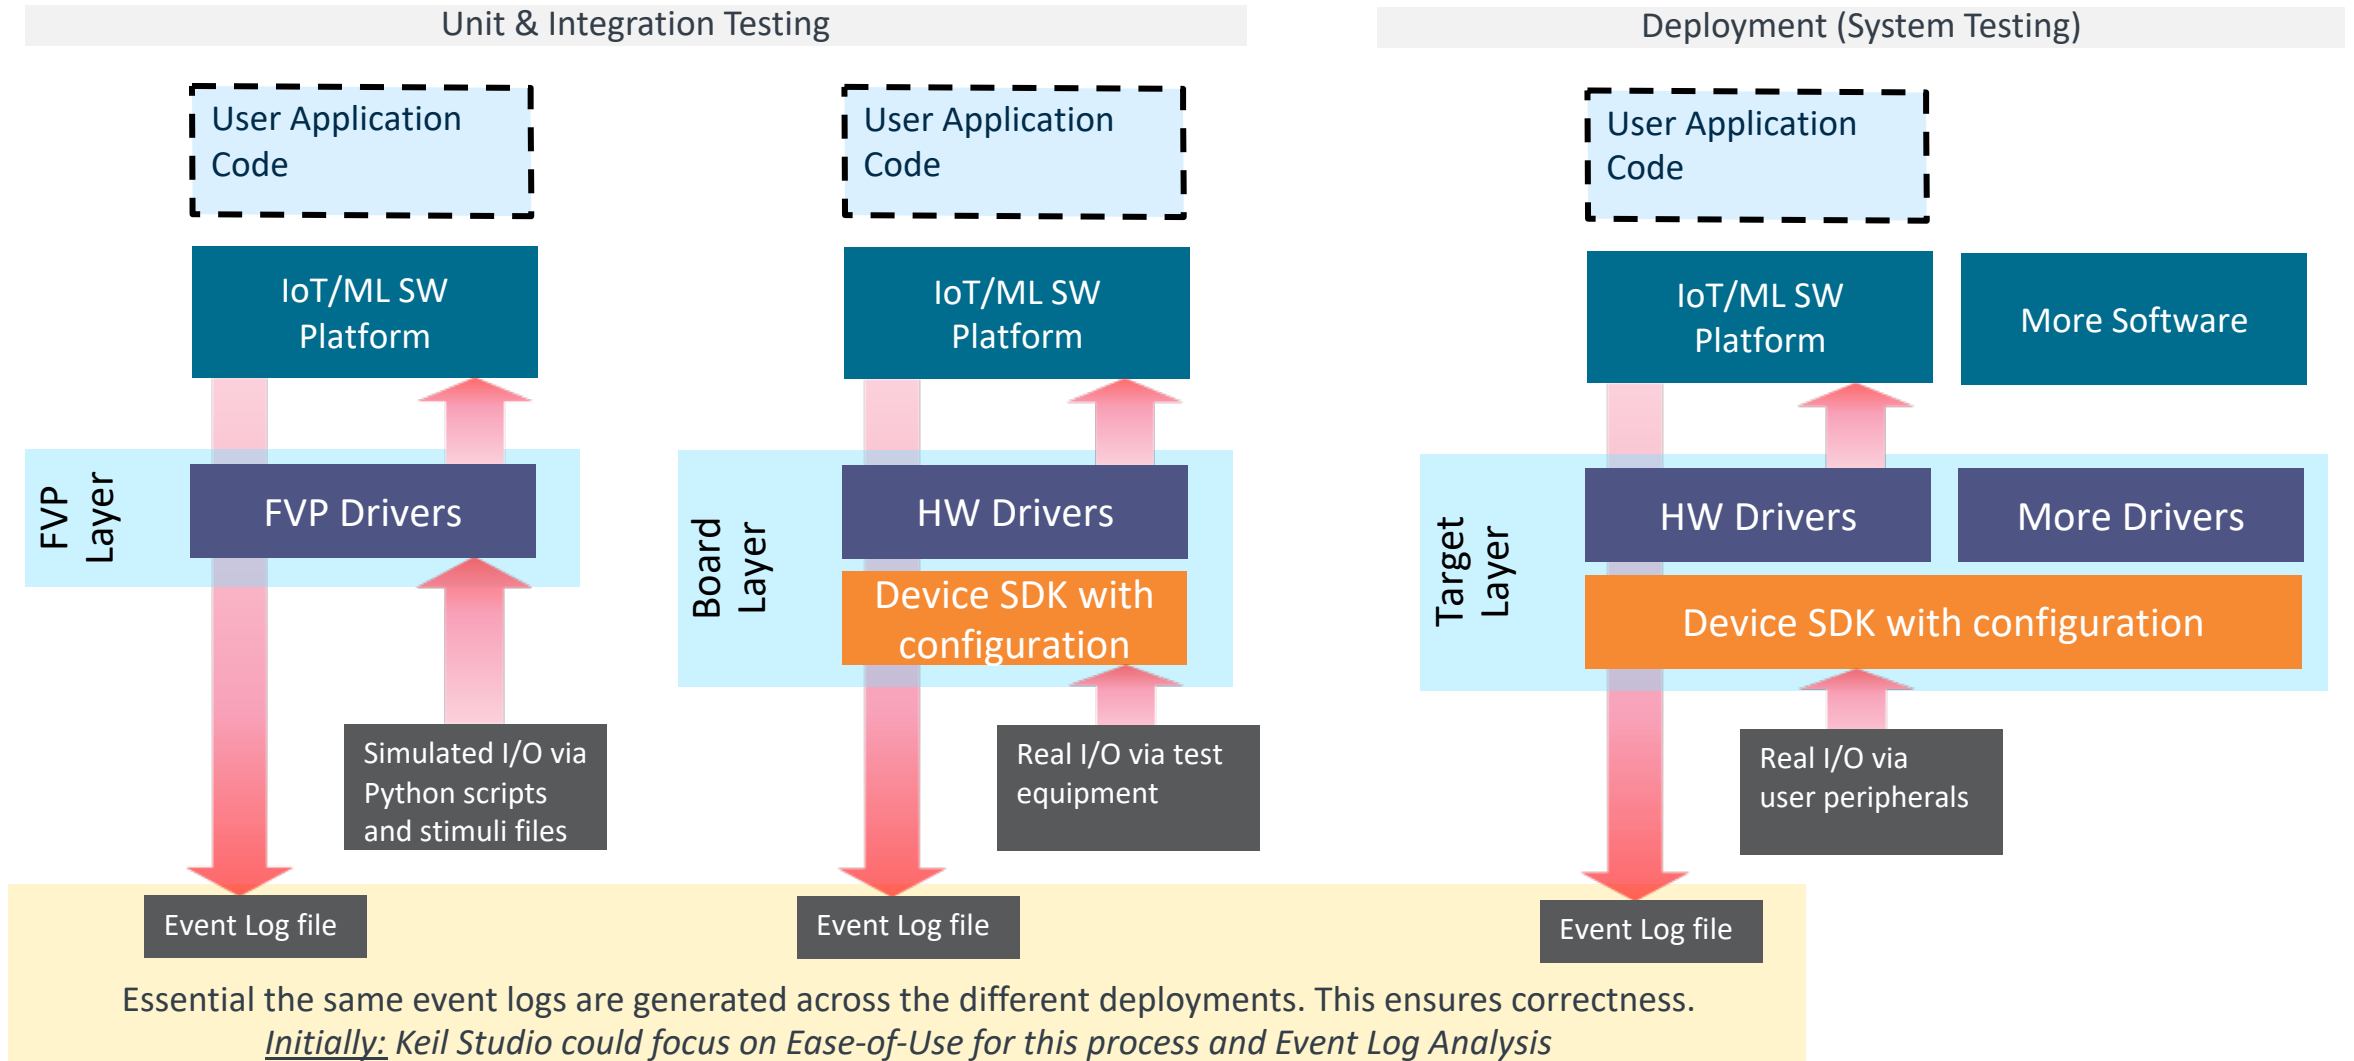 Unit & Integration Testing
Deployment (System Testing)
User Application
Code
User Application
Code
User Application
Code
IoT/ML SW
Platform
IoT/ML SW
Platform
IoT/ML SW
Platform
More Software
FVP
Layer
FVP Drivers
Board
Layer
HW Drivers
Device SDK with
configuration
Target
Layer
HW Drivers
More Drivers
Device SDK with configuration
Simulated I/O via
Python scripts
and stimuli files
Real I/O via test
equipment
Real I/O via
user peripherals
Event Log file
Event Log file
Event Log file
Essential the same event logs are generated across the different deployments. This ensures correctness.
Initially: Keil Studio could focus on Ease-of-Use for this process and Event Log Analysis